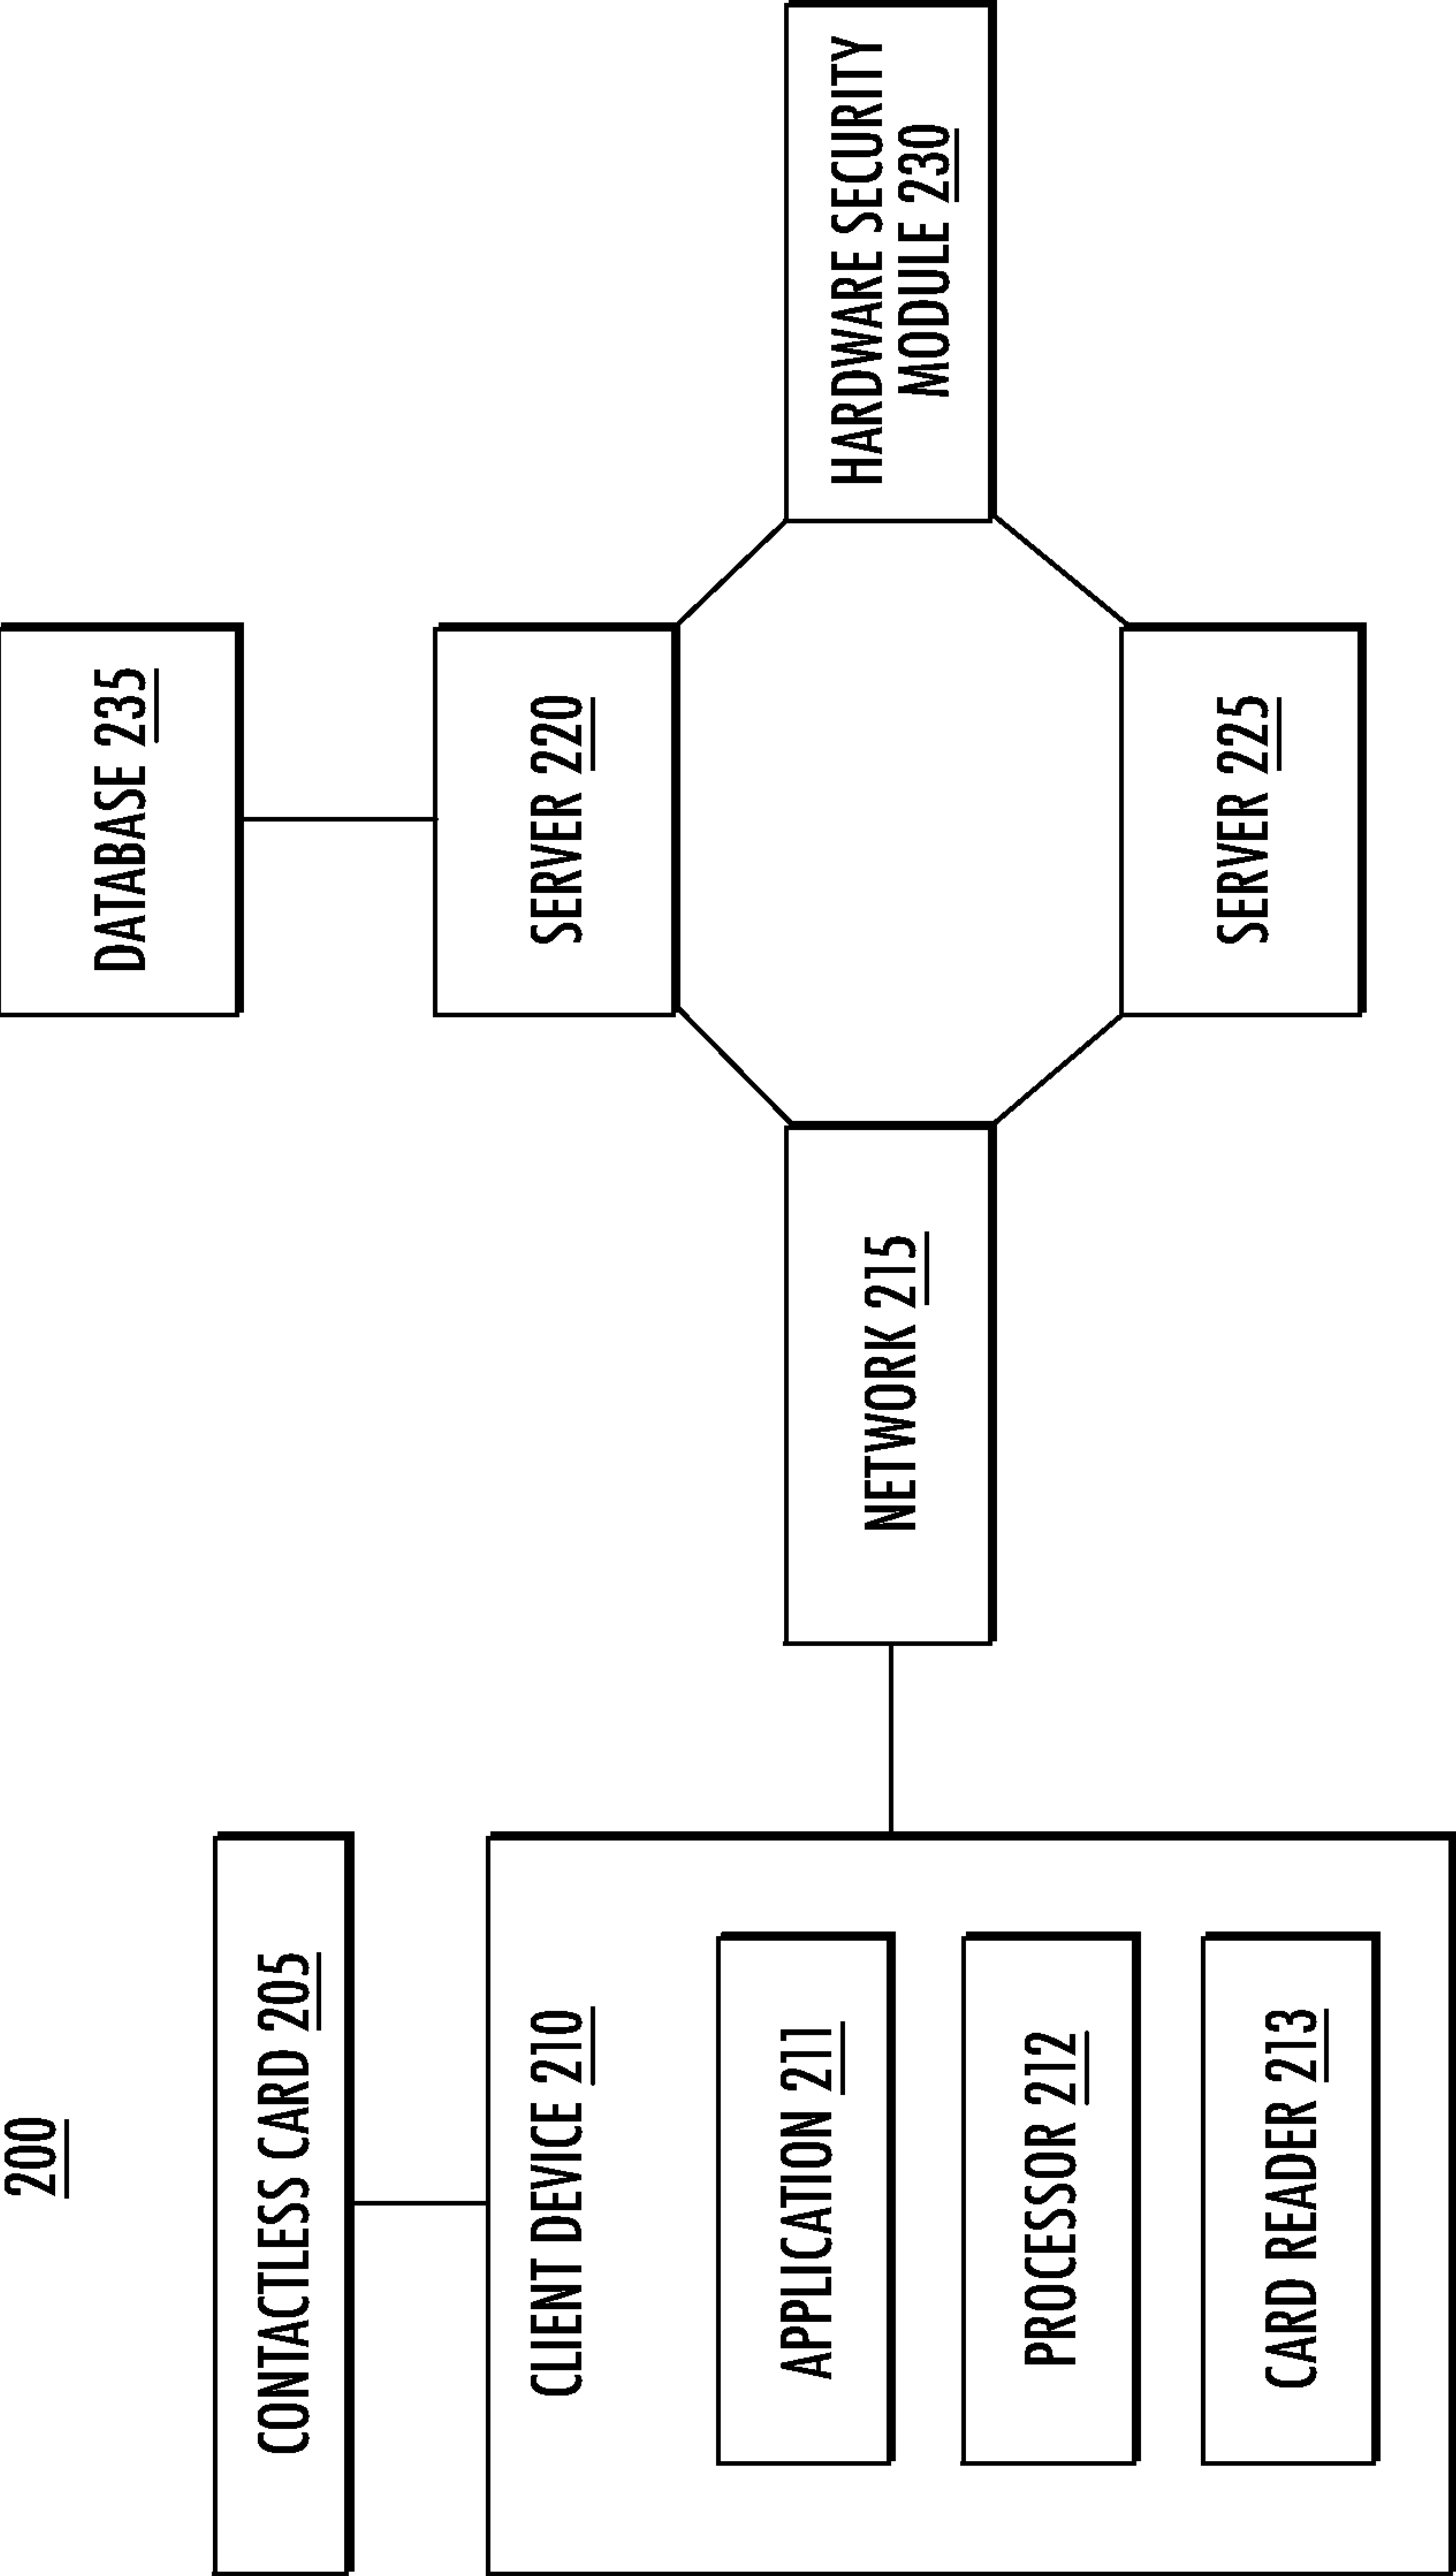 200
CONTACTLESS CARD 205
CLIENT DEVICE 210
APPLICATION 211
PROCESSOR 212
CARD READER 213
NETWORK 215
DATABASE 235
SERVER 220
SERVER 225
HARDWARE SECURITY
MODULE 230